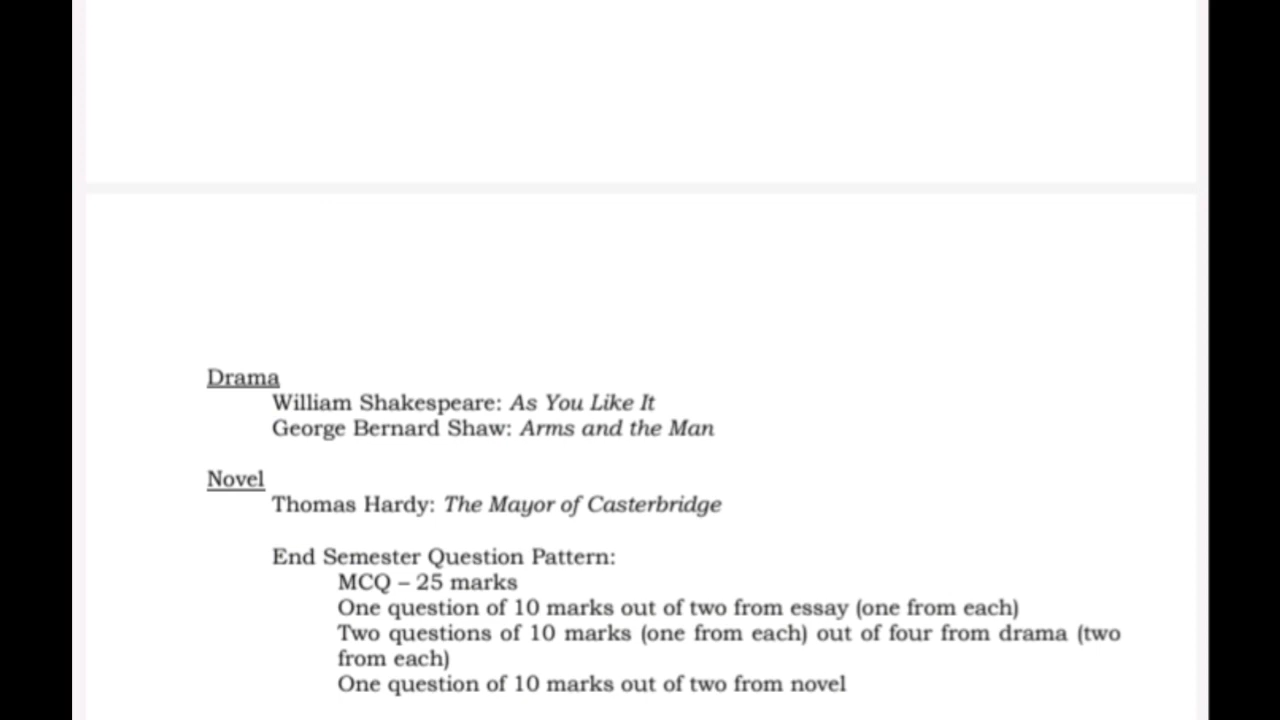 Drama
William Shakespeare: As You Like It
George Bernard Shaw: Arms and the Man
Novel
Thomas Hardy: The Mayor of Casterbridge
End Semester Question Pattern:
MCQ – 25 marks
One question of 10 marks out of two from essay (one from each)
Two questions of 10 marks (one from each) out of four from drama (two
from each)
One question of 10 marks out of two from novel